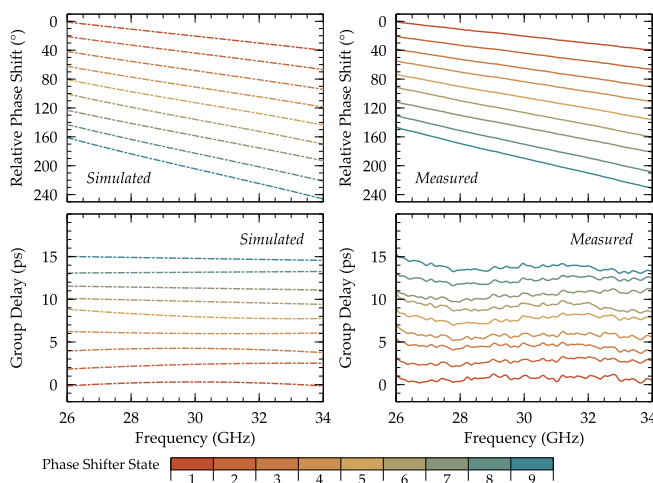 Relative Phase Shift (°)
0
40
80
120
160
200
240
Simulated
Relative Phase Shift (°)
0
40
80
120
160
200
240
Measured
Group Delay (ps)
15
10
5
0
Simulated
26 28 30 32 34
Frequency (GHz)
Group Delay (ps)
15
10
5
0
Measured
26 28 30 32 34
Frequency (GHz)
Phase Shifter State
1 2 3 4 5 6 7 8 9